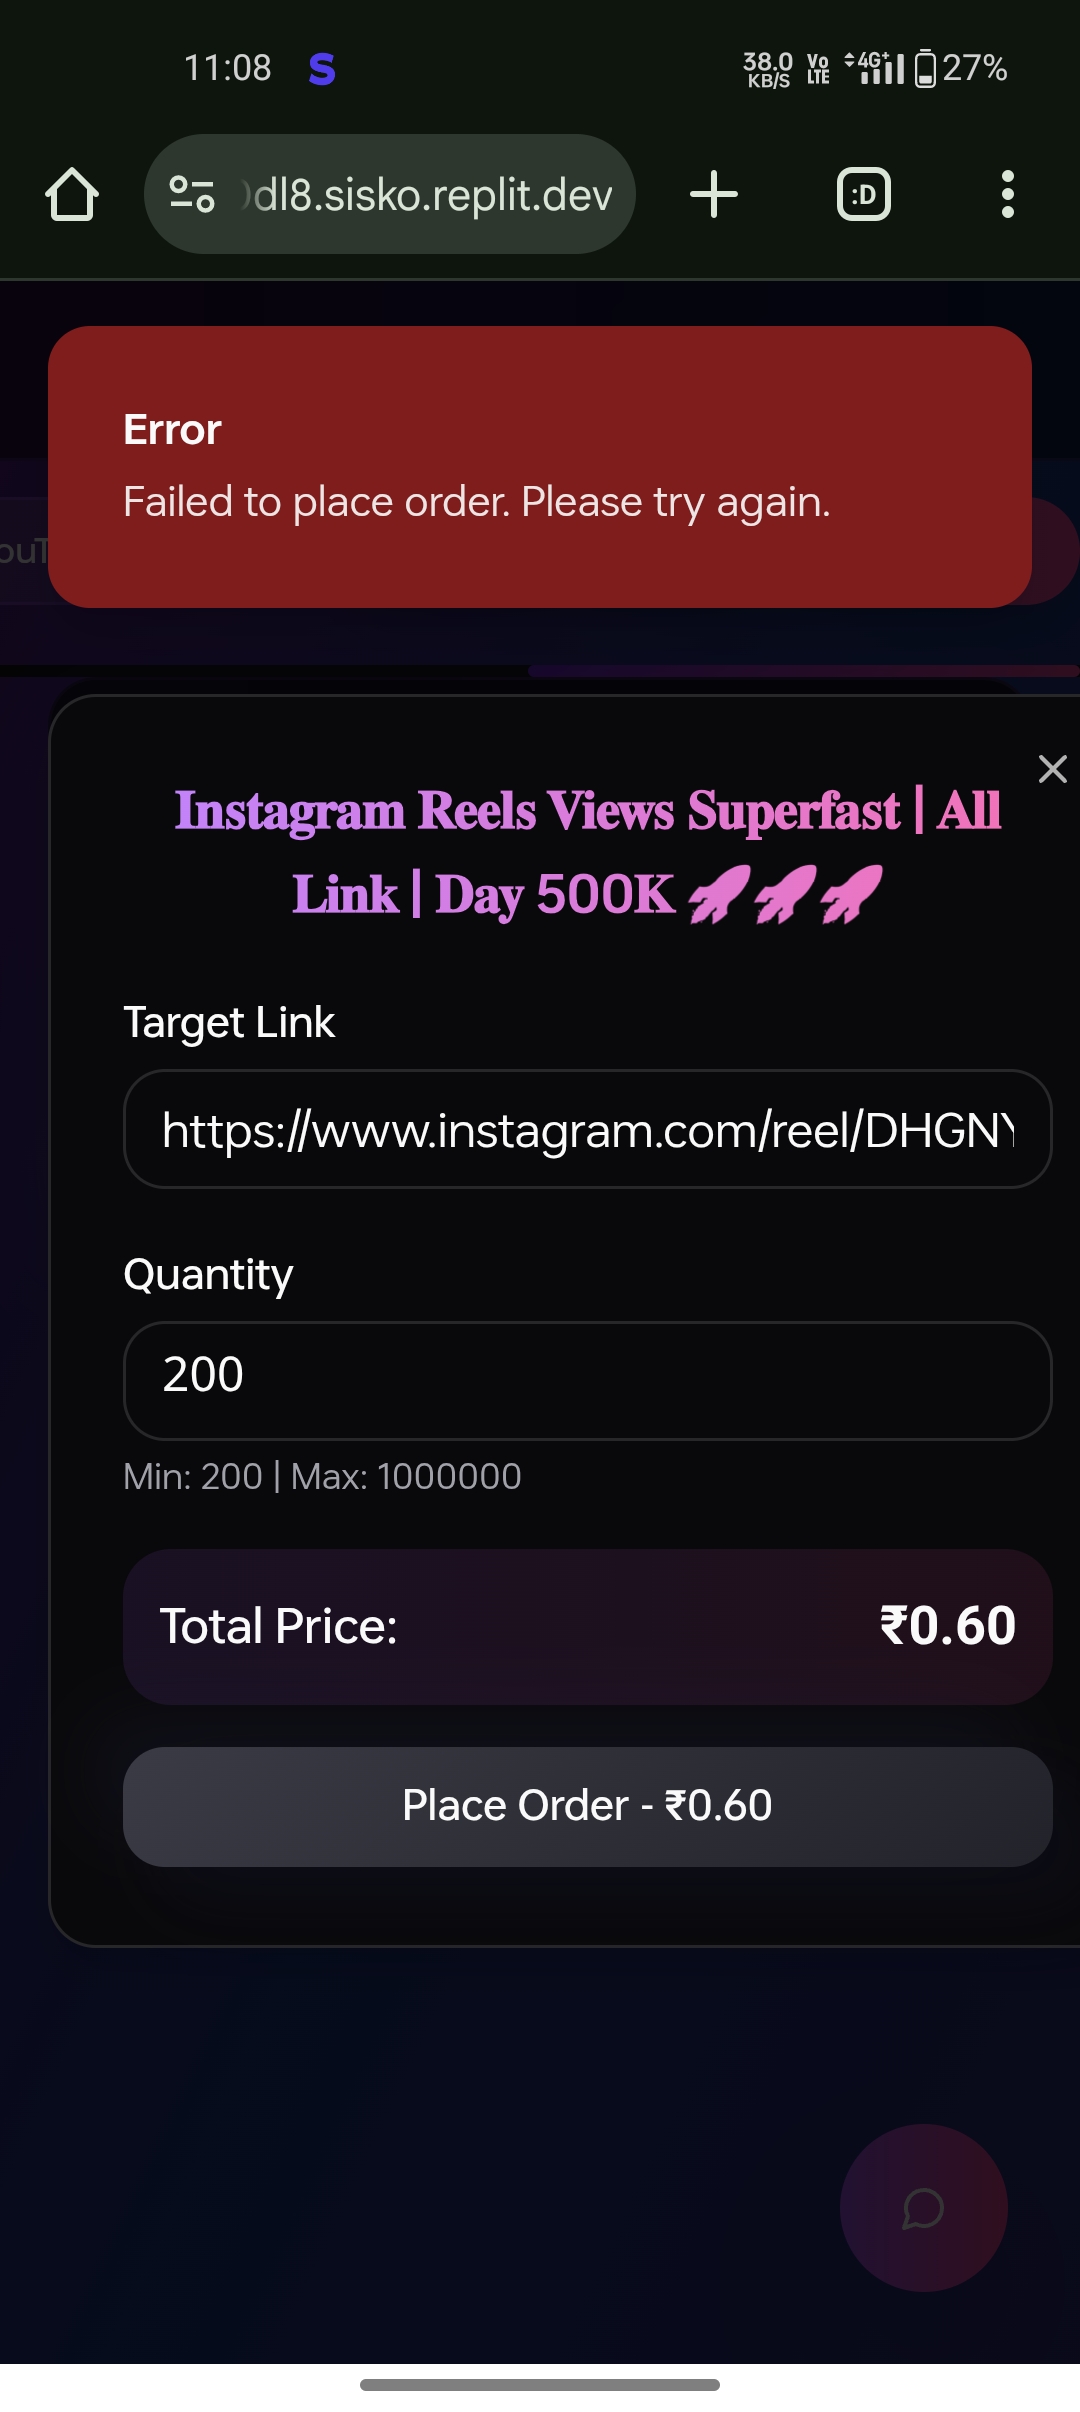 11:08 S 38.0 KB/S Vo LTE 4G+ 27%
dl8.sisko.replit.dev :D
Error
Failed to place order. Please try again.
Instagram Reels Views Superfast | All
Link | Day 500K 🚀🚀🚀
Target Link
https://www.instagram.com/reel/DHGN
Quantity
200
Min: 200 | Max: 1000000
Total Price: ₹0.60
Place Order - ₹0.60